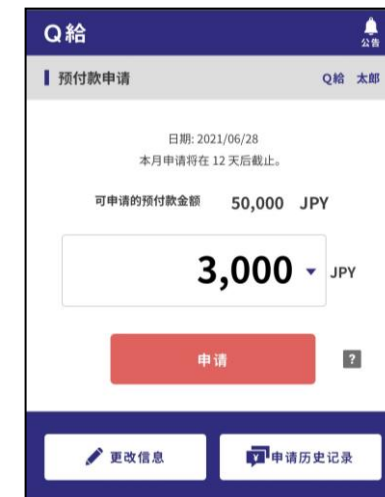 Q給
公告
预付款申请
Q給 太郎
日期: 2021/06/28
本月申请将在 12 天后截止。
可申请的预付款金额 50,000 JPY
3,000 JPY
申请
?
更改信息
¥
申请历史记录